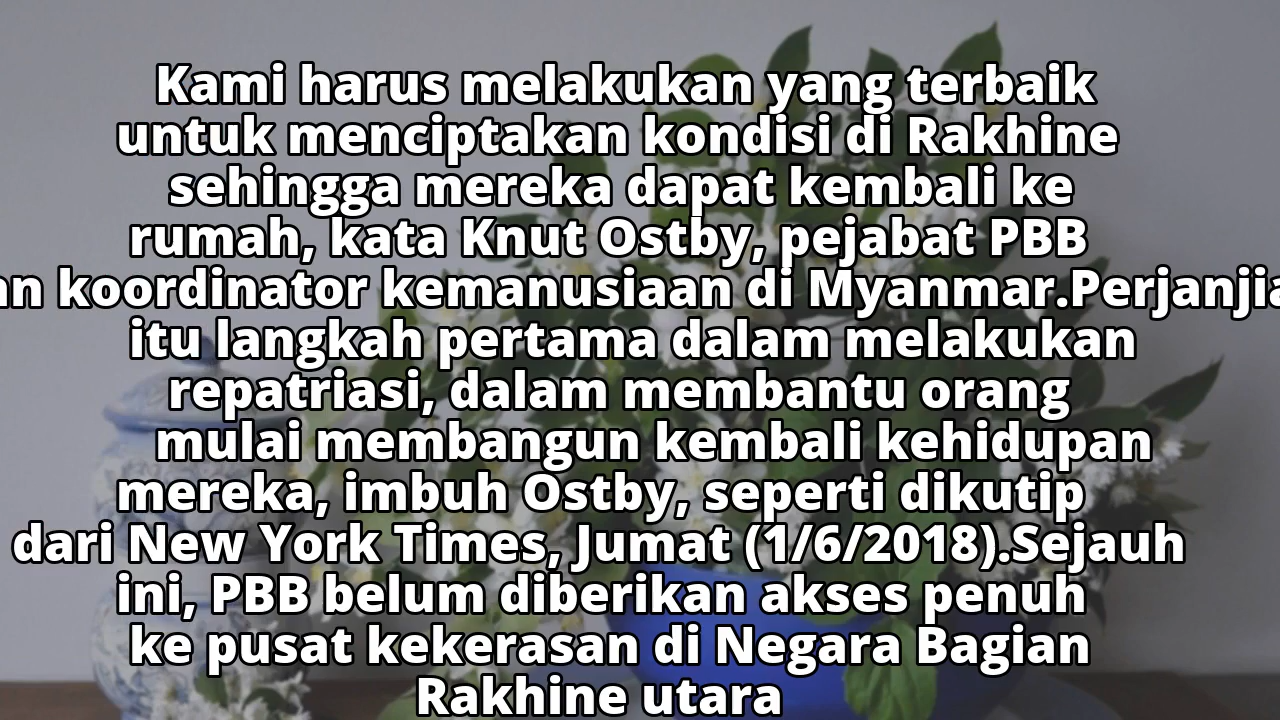 Kami harus melakukan yang terbaik
untuk menciptakan kondisi di Rakhine
sehingga mereka dapat kembali ke
rumah, kata Knut Ostby, pejabat PBB
koordinator kemanusiaan di Myanmar.
itu langkah pertama dalam melakukan
repatriasi, dalam membantu orang
mulai membangun kembali kehidupan
mereka, imbuh Ostby, seperti dikutip
dari New York Times, Jumat (1/6/2018).Sejauh
ini, PBB belum diberikan akses penuh
ke pusat kekerasan di Negara Bagian
Rakhine utara